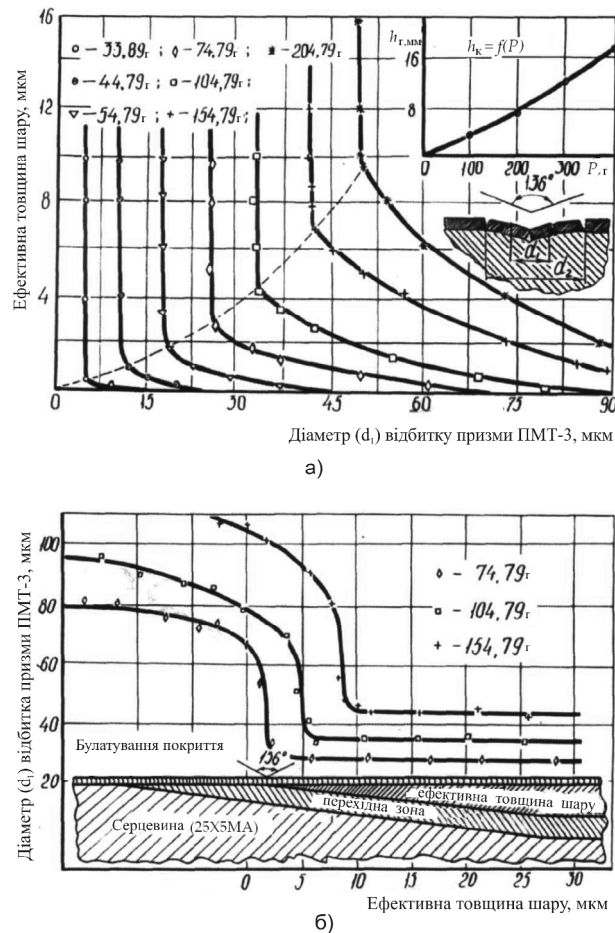 o – 33,89г ; ◊ – 74,79г ; ✶ – 204,79г
⊙ – 44,79г ; □ – 104,79г ;
▽ – 54,79г ; + – 154,79г ;
Ефективна товщина шару, мкм
16
12
8
4
0
0 15 30 45 60 75 90
hг,мм
hк = f(P)
16
8
0
0 100 200 300 P,г
136°
d₁
d₂
Діаметр (d₁) відбитку призми ПМТ-3, мкм
а)
Діаметр (d₁) відбитка призми ПМТ-3, мкм
100
80
60
40
20
◊ – 74,79г
□ – 104,79г
+ – 154,79г
Булатування покриття
136°
ефективна товщина шару
перехідна зона
Серцевина (25Х5МА)
0 5 10 15 20 25 30
Ефективна товщина шару, мкм
б)